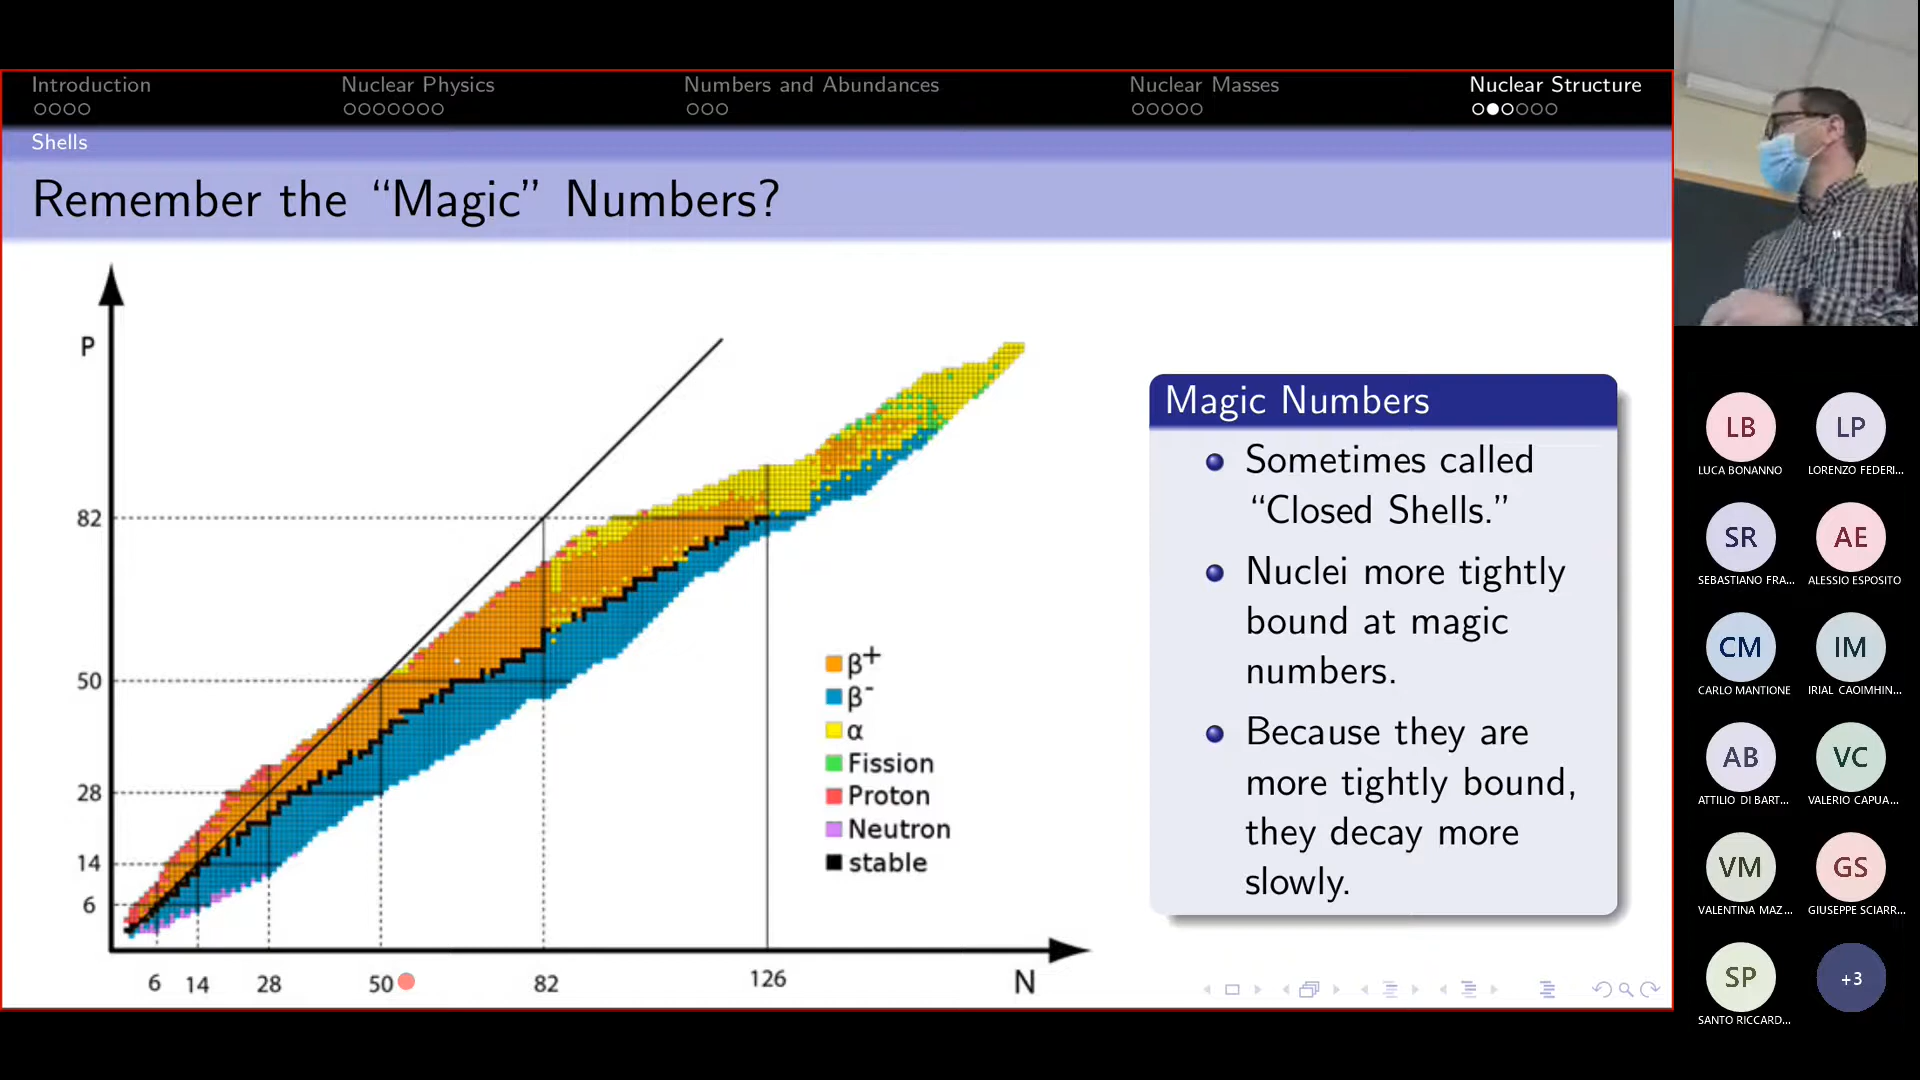 Introduction
Nuclear Physics
Numbers and Abundances
Nuclear Masses
Nuclear Structure
Shells
Remember the “Magic” Numbers?
P
82
50
28
14
6
6
14
28
50
82
126
N
β+
β-
α
Fission
Proton
Neutron
stable
Magic Numbers
Sometimes called
“Closed Shells.”
Nuclei more tightly
bound at magic
numbers.
Because they are
more tightly bound,
they decay more
slowly.
LB
LUCA BONANNO
LP
LORENZO FEDERI...
SR
SEBASTIANO FRA...
AE
ALESSIO ESPOSITO
CM
CARLO MANTIONE
IM
IRIAL CAOIMHIN...
AB
ATTILIO DI BART...
VC
VALERIO CAPUA...
VM
VALENTINA MAZ...
GS
GIUSEPPE SCIARR...
SP
SANTO RICCARD...
+3